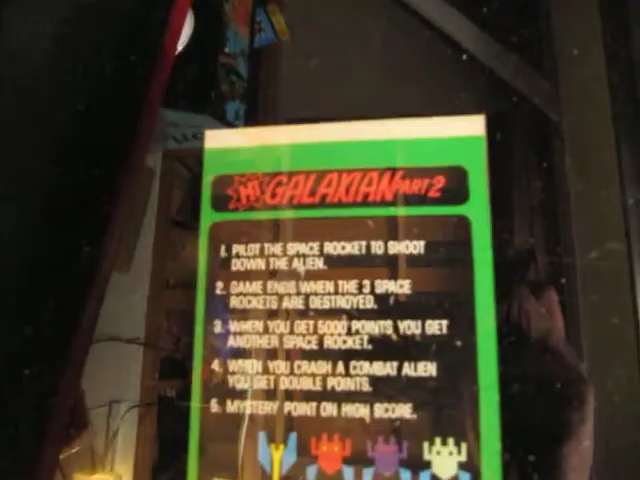 HI GALAXIAN PART 2
1. PILOT THE SPACE ROCKET TO SHOOT
DOWN THE ALIEN.
2. GAME ENDS WHEN THE 3 SPACE
ROCKETS ARE DESTROYED.
3. WHEN YOU GET 5000 POINTS YOU GET
ANOTHER SPACE ROCKET.
4. WHEN YOU CRASH A COMBAT ALIEN
YOU GET DOUBLE POINTS.
5. MYSTERY POINT ON HIGH SCORE.